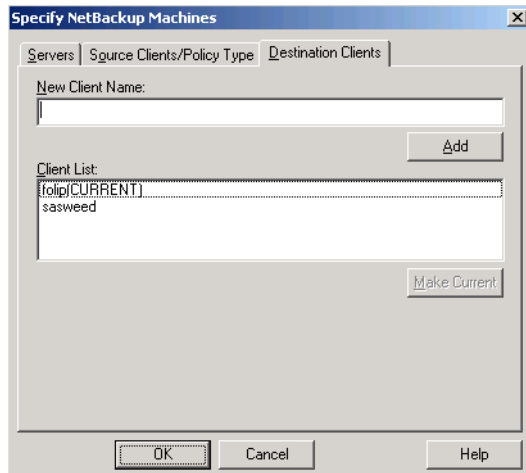 Specify NetBackup Machines
Servers
Source Clients/Policy Type
Destination Clients
New Client Name:
Add
Client List:
folip(CURRENT)
sasweed
Make Current
OK
Cancel
Help